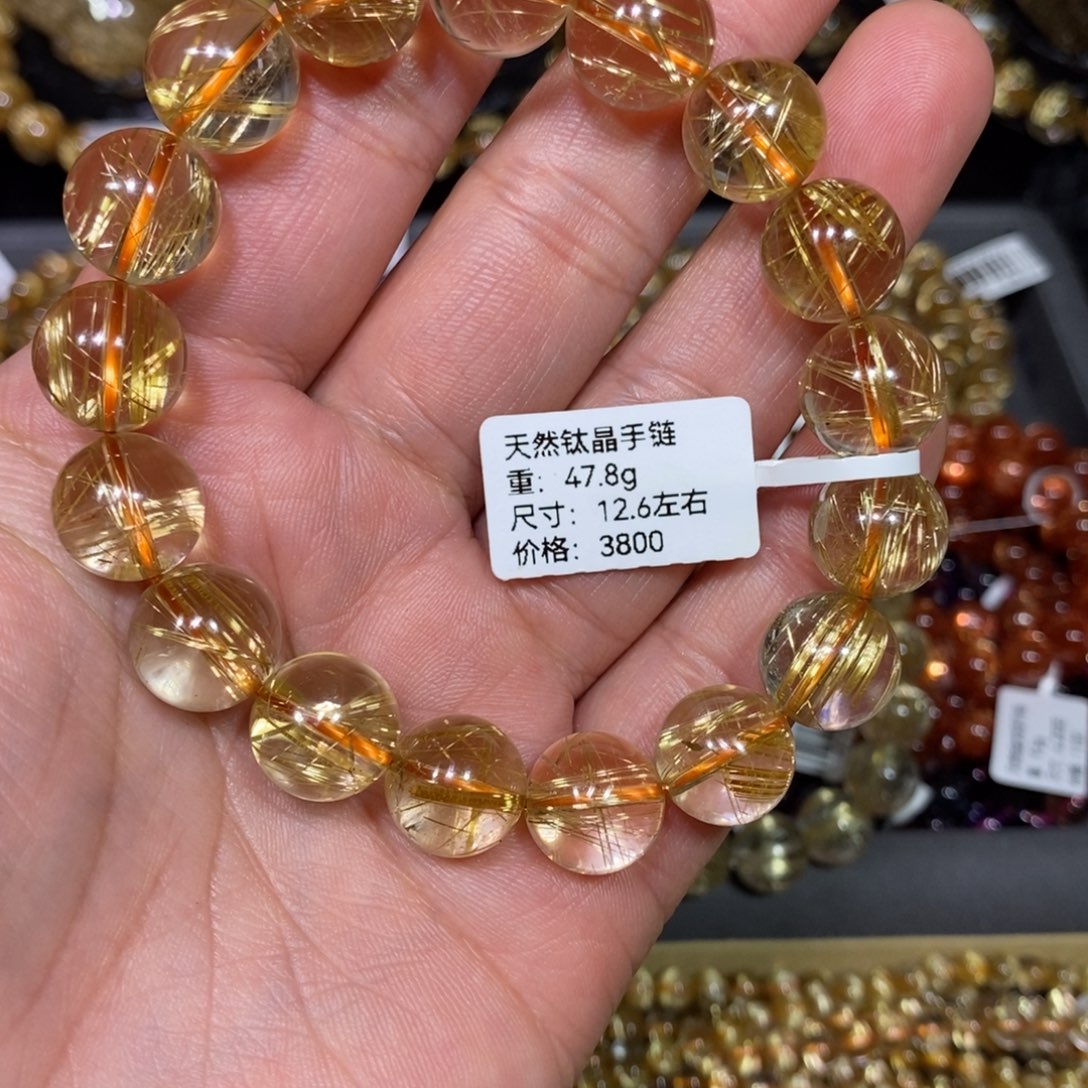 天然钛晶手链
重: 47.8g
尺寸: 12.6左右
价格: 3800